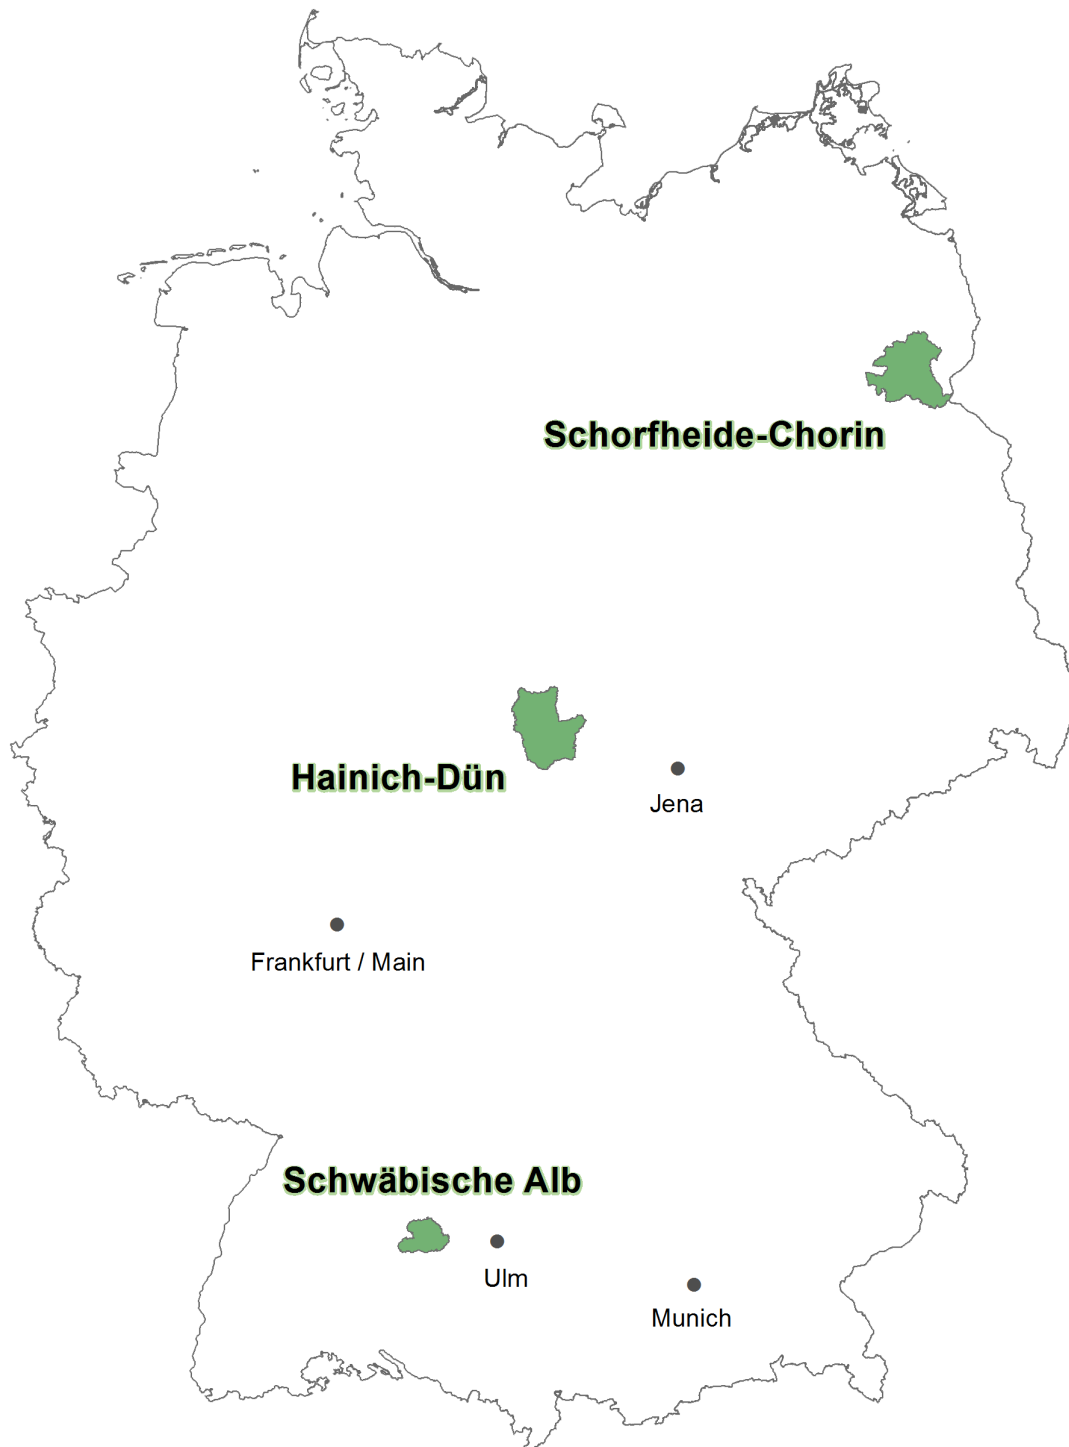 Schorfheide-Chorin
Hainich-Dün
Jena
Frankfurt / Main
Schwäbische Alb
Ulm
Munich